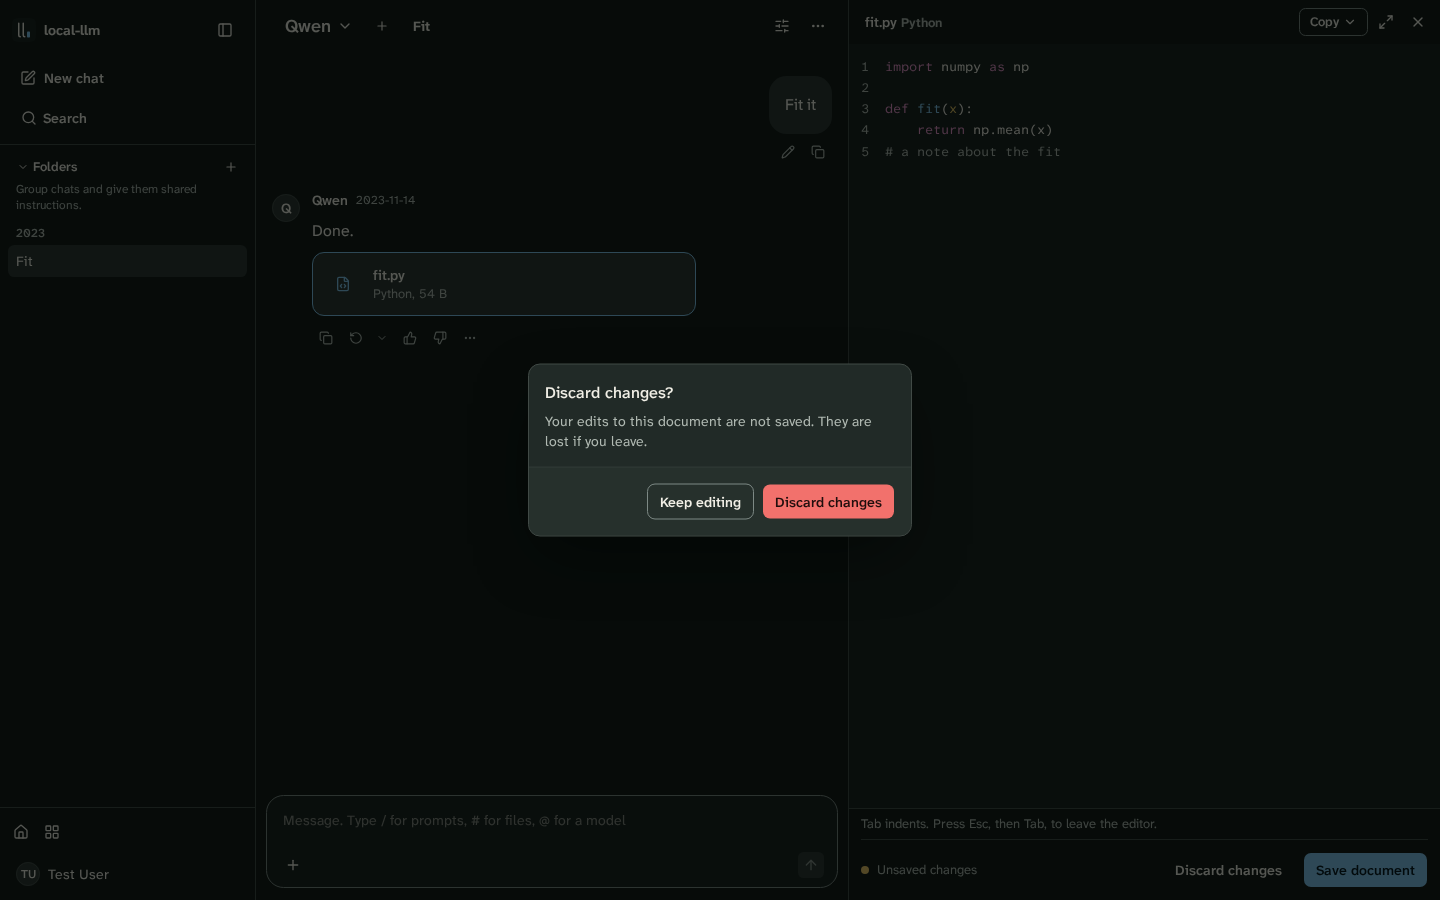 local-llm
New chat
Search
Folders
Group chats and give them shared
instructions.
2023
Fit
TU
Test User
Qwen
Fit
Fit it
Q
Qwen 2023-11-14
Done.
fit.py
Python, 54 B
Message. Type / for prompts, # for files, @ for a model
Discard changes?
Your edits to this document are not saved. They are
lost if you leave.
Keep editing
Discard changes
fit.py Python
Copy
1 import numpy as np
2
3 def fit(x):
4     return np.mean(x)
5 # a note about the fit
Tab indents. Press Esc, then Tab, to leave the editor.
Unsaved changes
Discard changes
Save document